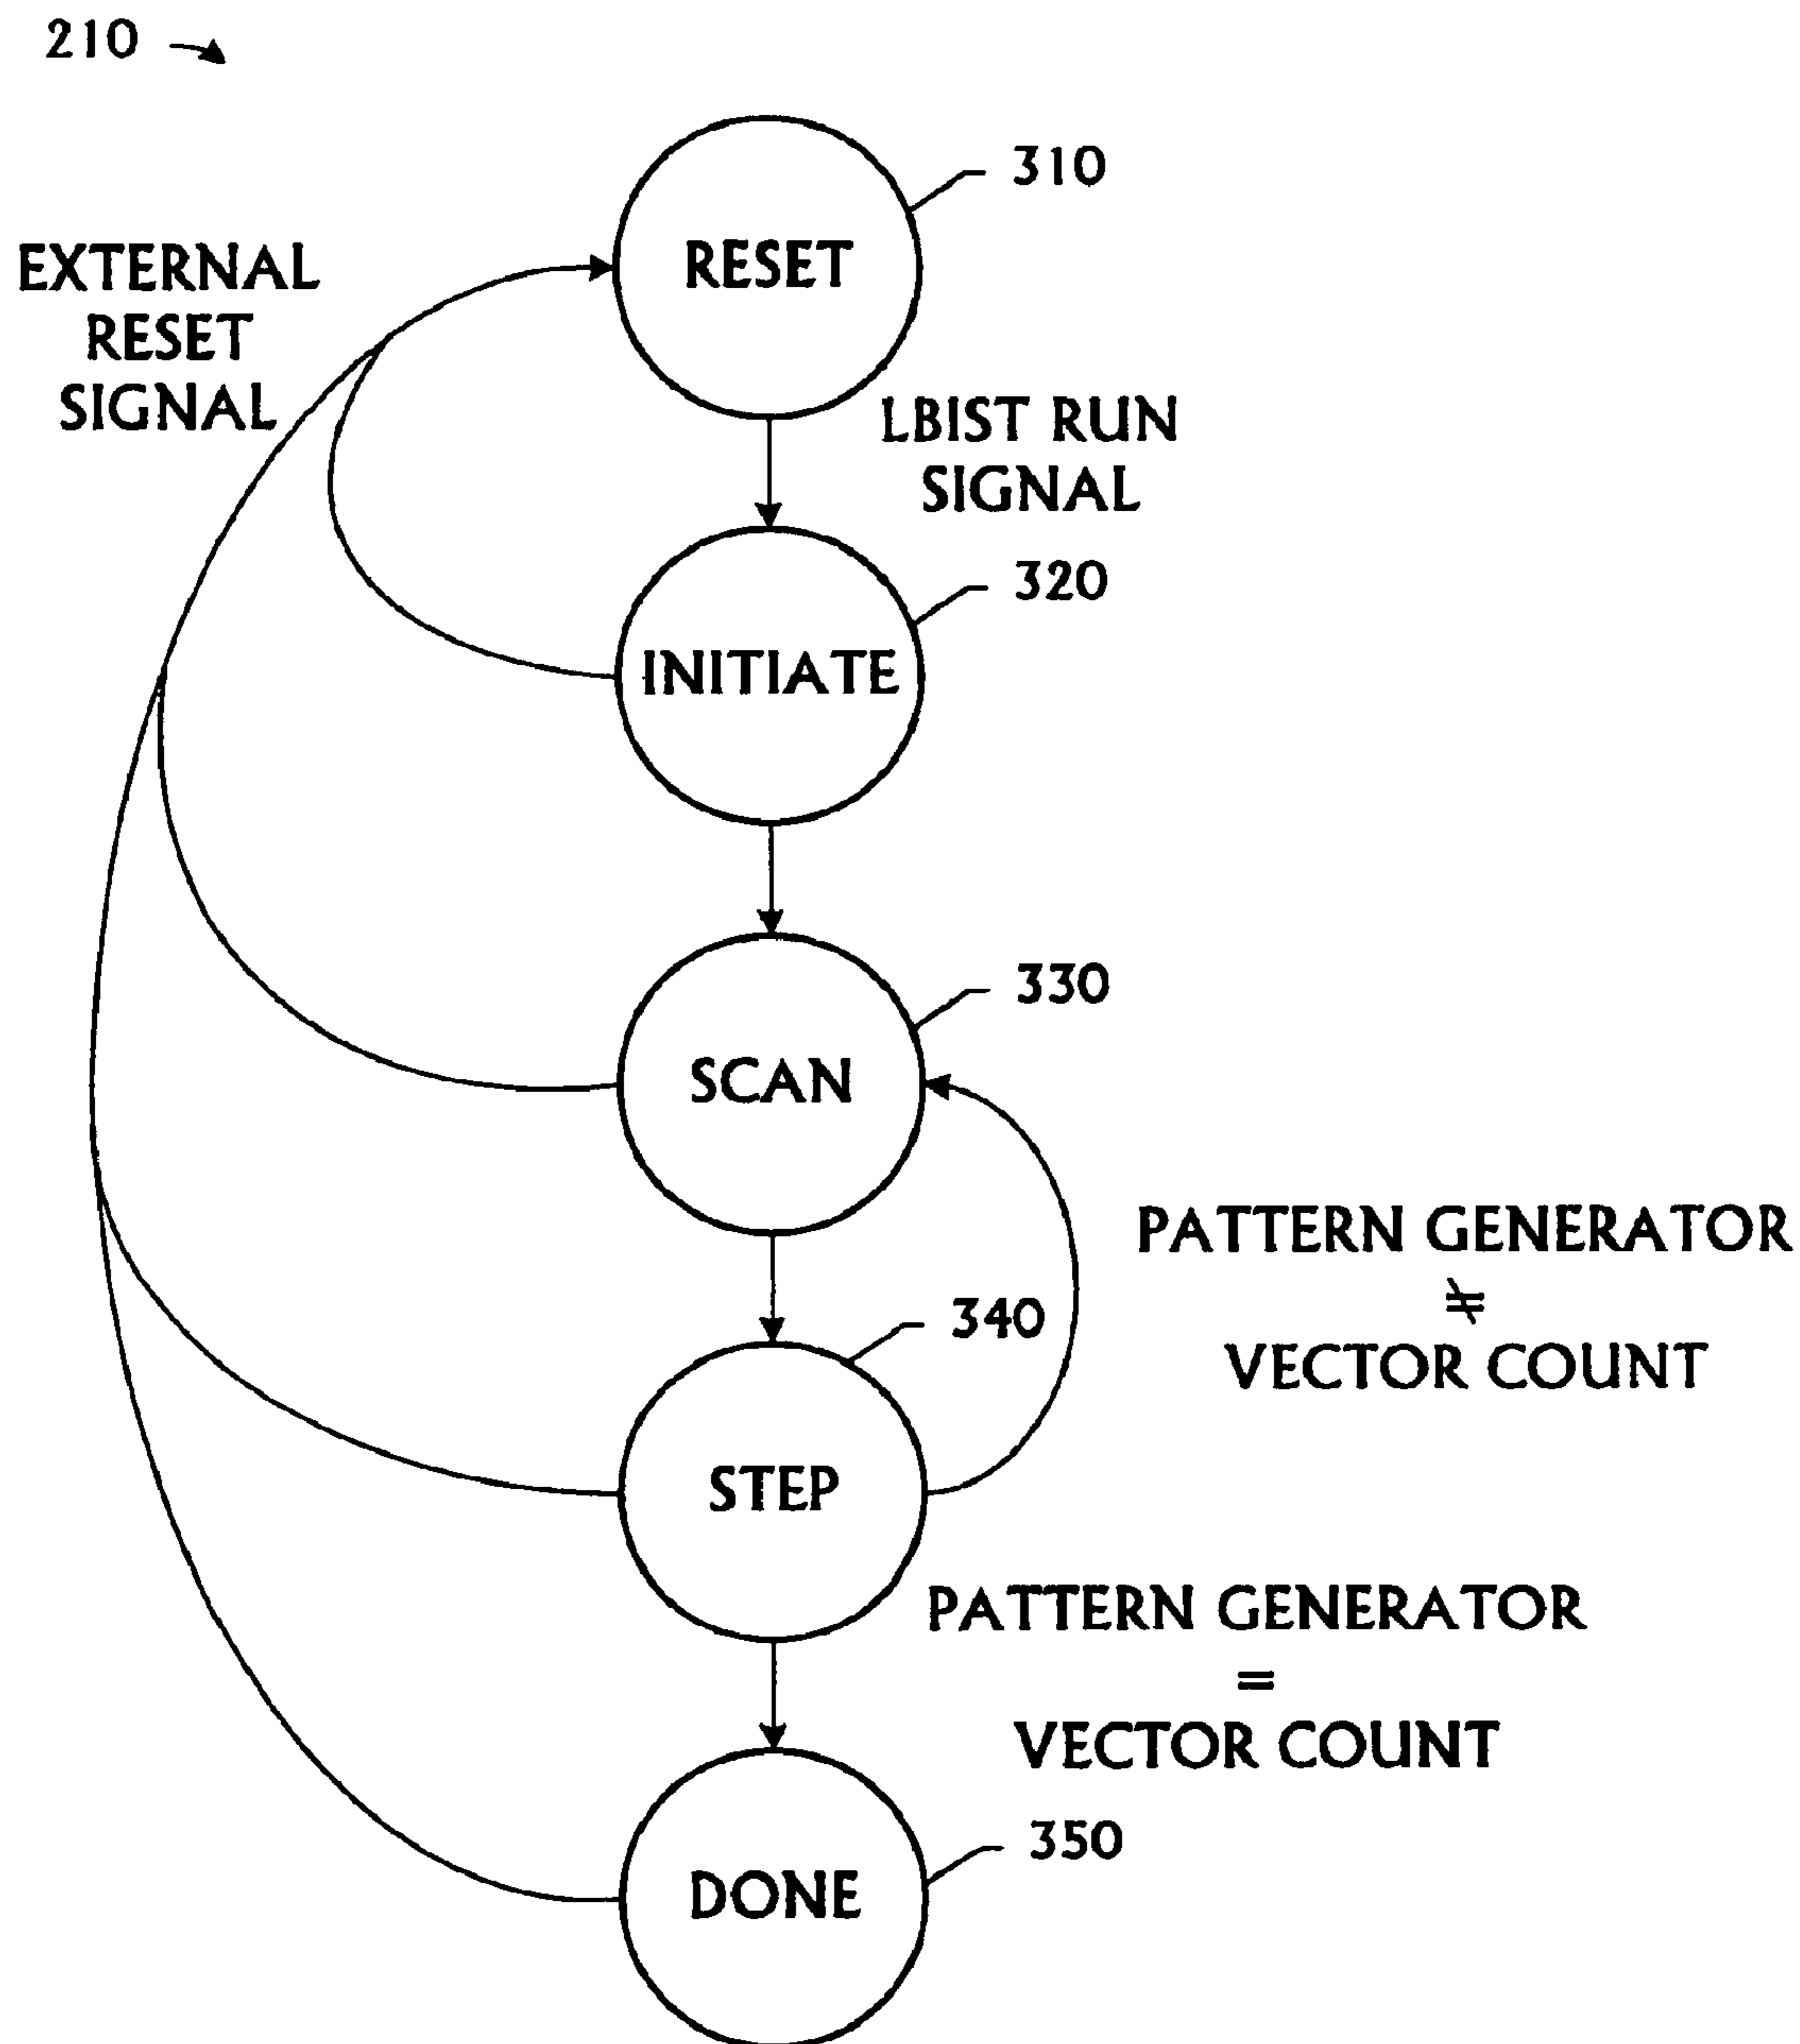 210
310
RESET
EXTERNAL
RESET
SIGNAL
LBIST RUN
SIGNAL
320
INITIATE
330
SCAN
PATTERN GENERATOR
≠
VECTOR COUNT
340
STEP
PATTERN GENERATOR
=
VECTOR COUNT
350
DONE